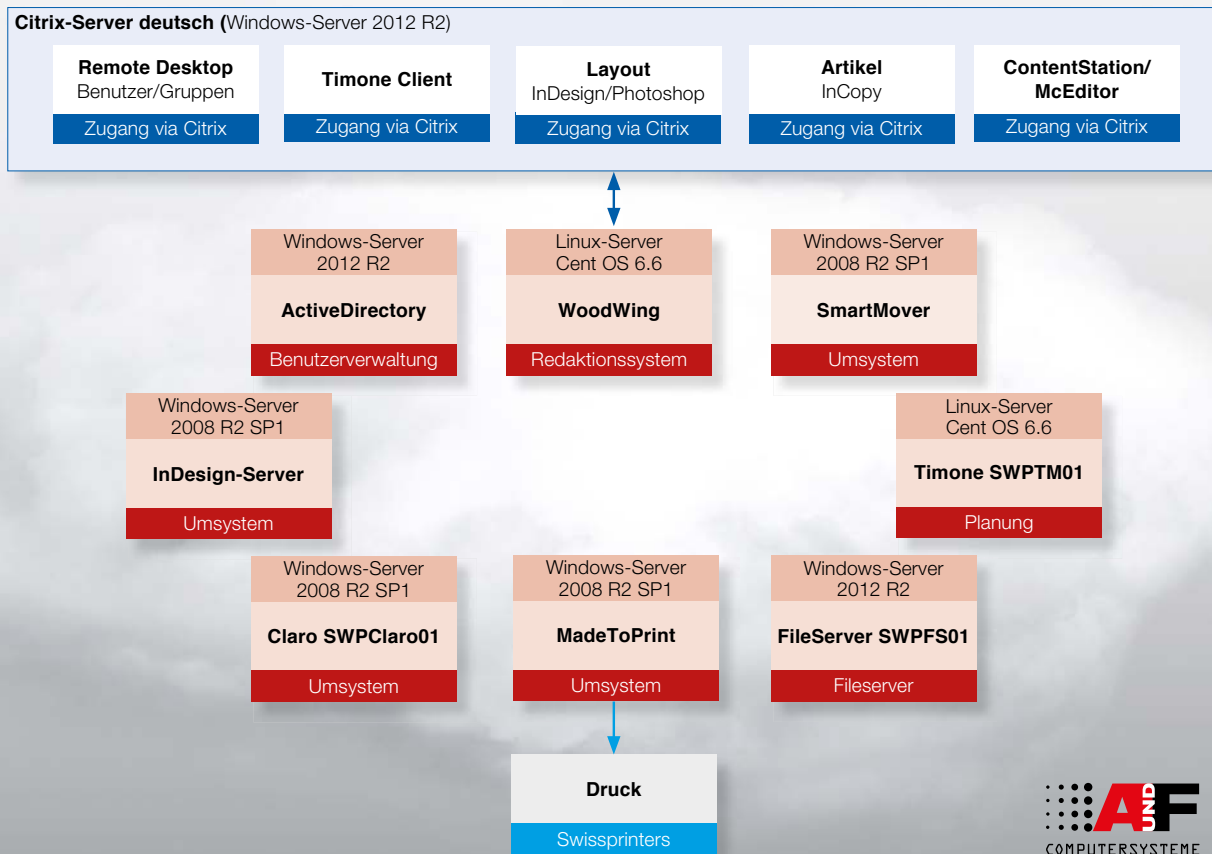 Citrix-Server deutsch (Windows-Server 2012 R2)
Remote Desktop
Benutzer/Gruppen
Zugang via Citrix
Timone Client
Zugang via Citrix
Layout
InDesign/Photoshop
Zugang via Citrix
Artikel
InCopy
Zugang via Citrix
ContentStation/
McEditor
Zugang via Citrix
Windows-Server
2012 R2
ActiveDirectory
Benutzerverwaltung
Linux-Server
Cent OS 6.6
WoodWing
Redaktionssystem
Windows-Server
2008 R2 SP1
SmartMover
Umsystem
Windows-Server
2008 R2 SP1
InDesign-Server
Umsystem
Linux-Server
Cent OS 6.6
Timone SWPTM01
Planung
Windows-Server
2008 R2 SP1
Claro SWPClaro01
Umsystem
Windows-Server
2008 R2 SP1
MadeToPrint
Umsystem
Windows-Server
2012 R2
FileServer SWPFS01
Fileserver
Druck
Swissprinters
A UND F
COMPUTERSYSTEME